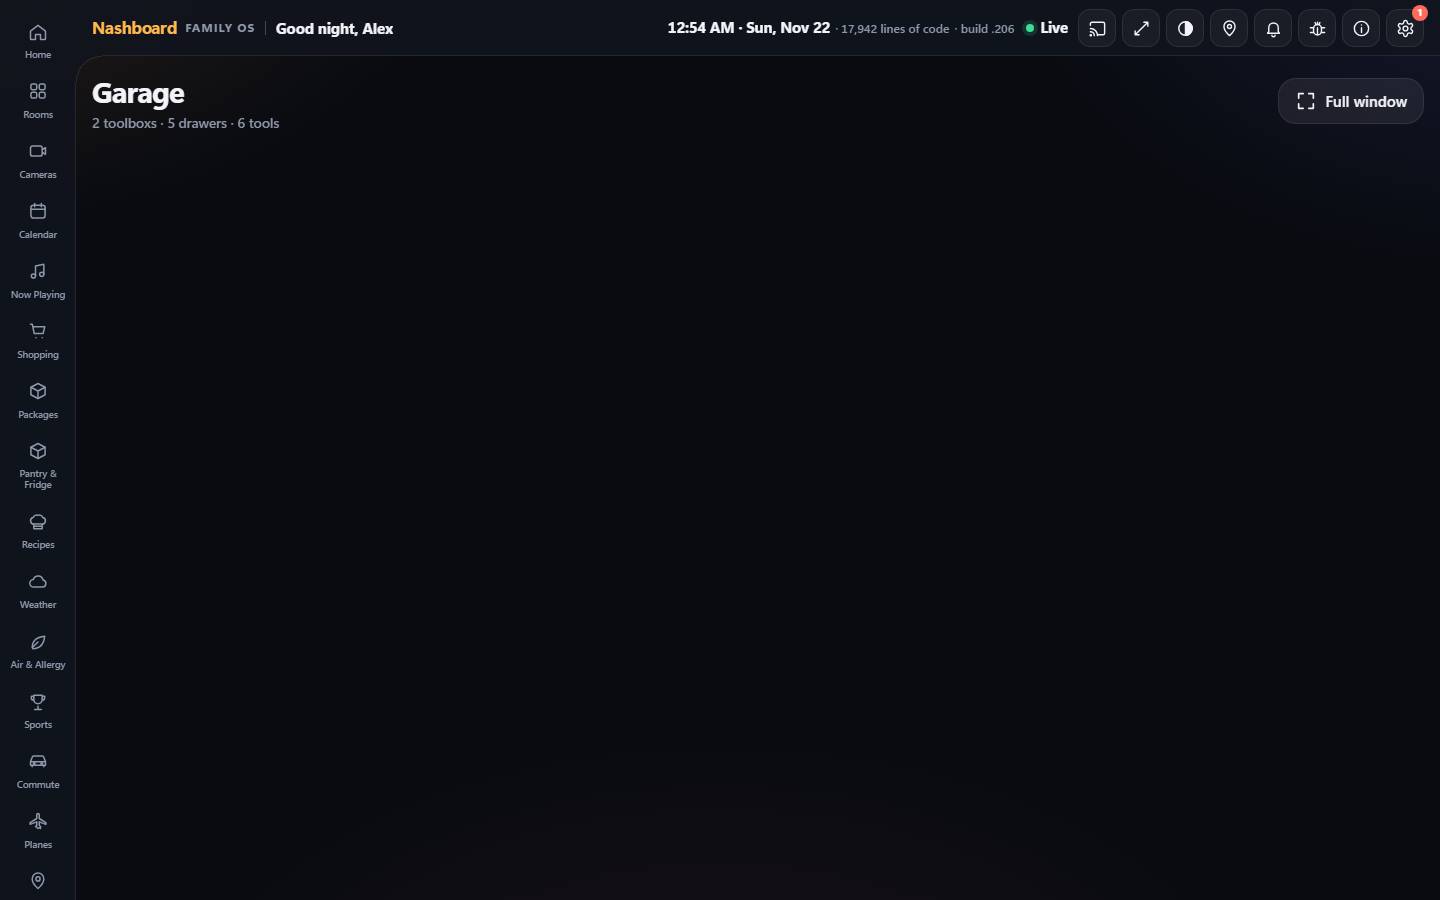 Nashboard FAMILY OS Good night, Alex
12:54 AM · Sun, Nov 22 · 17,942 lines of code · build .206 Live
1
Home
Rooms
Cameras
Calendar
Now Playing
Shopping
Packages
Pantry &
Fridge
Recipes
Weather
Air & Allergy
Sports
Commute
Planes
Garage
2 toolboxs · 5 drawers · 6 tools
Full window